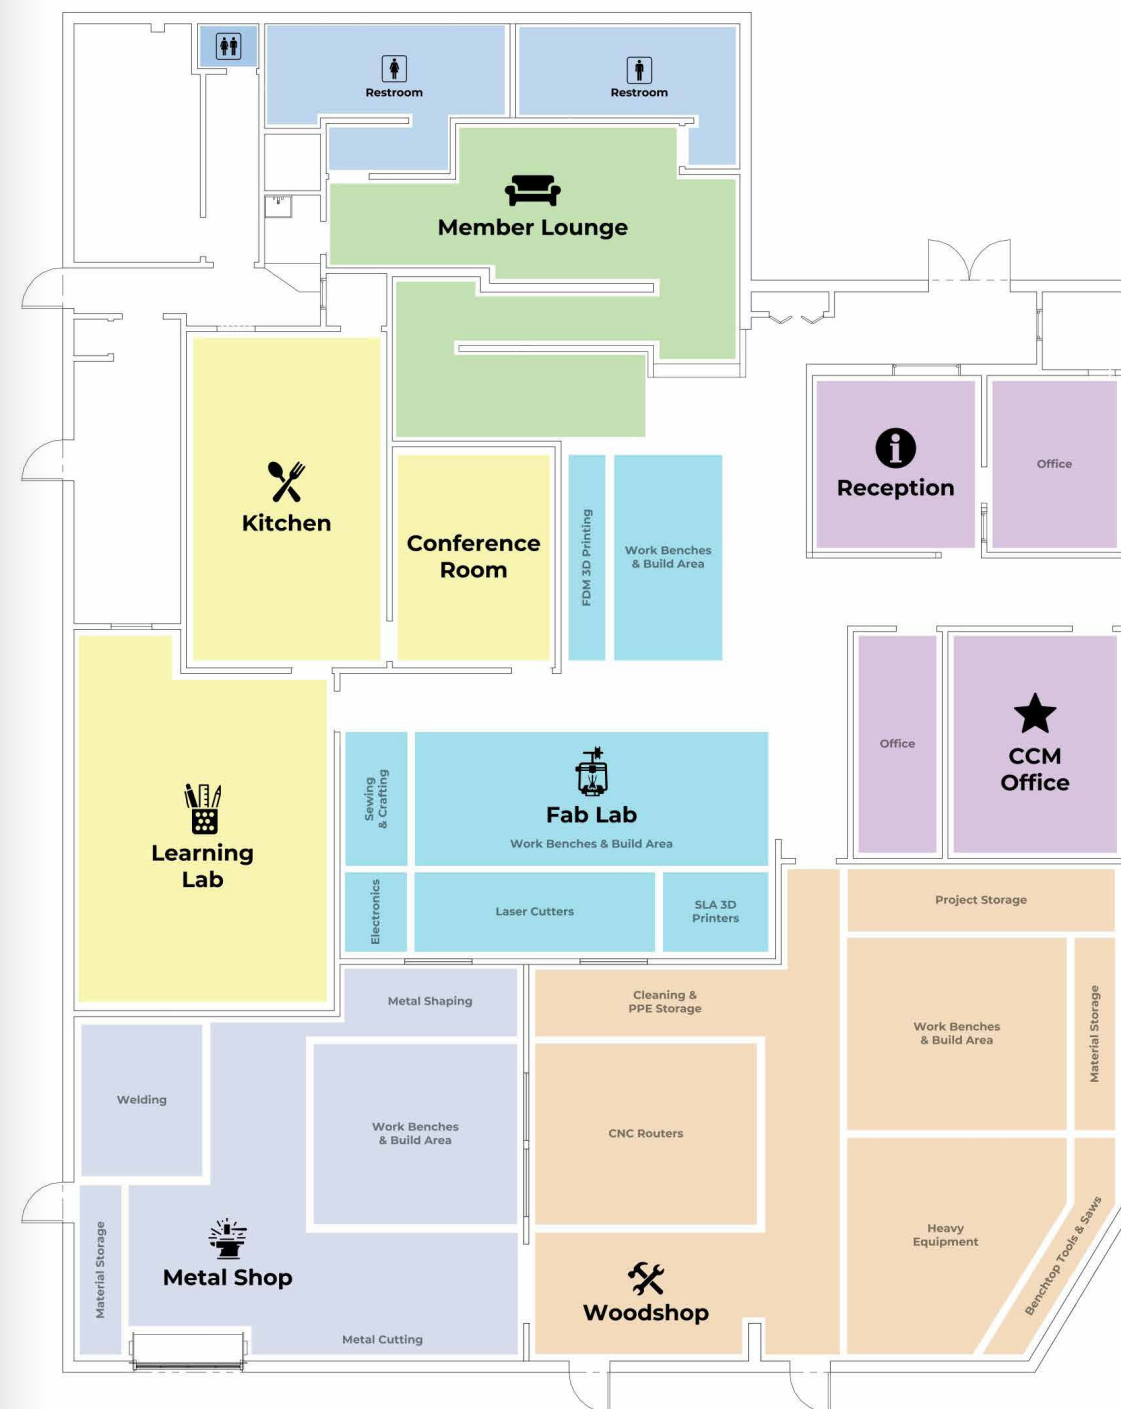 Restroom
Restroom
Member Lounge
Kitchen
Conference
Room
FDM 3D Printing
Work Benches
& Build Area
i
Reception
Office
Office
CCM
Office
Learning
Lab
Sewing
& Crafting
Fab Lab
Work Benches & Build Area
Electronics
Laser Cutters
SLA 3D
Printers
Project Storage
Metal Shaping
Cleaning &
PPE Storage
Work Benches
& Build Area
Material Storage
Welding
Work Benches
& Build Area
CNC Routers
Material Storage
Metal Shop
Metal Cutting
Woodshop
Heavy
Equipment
Benchtop Tools & Saws